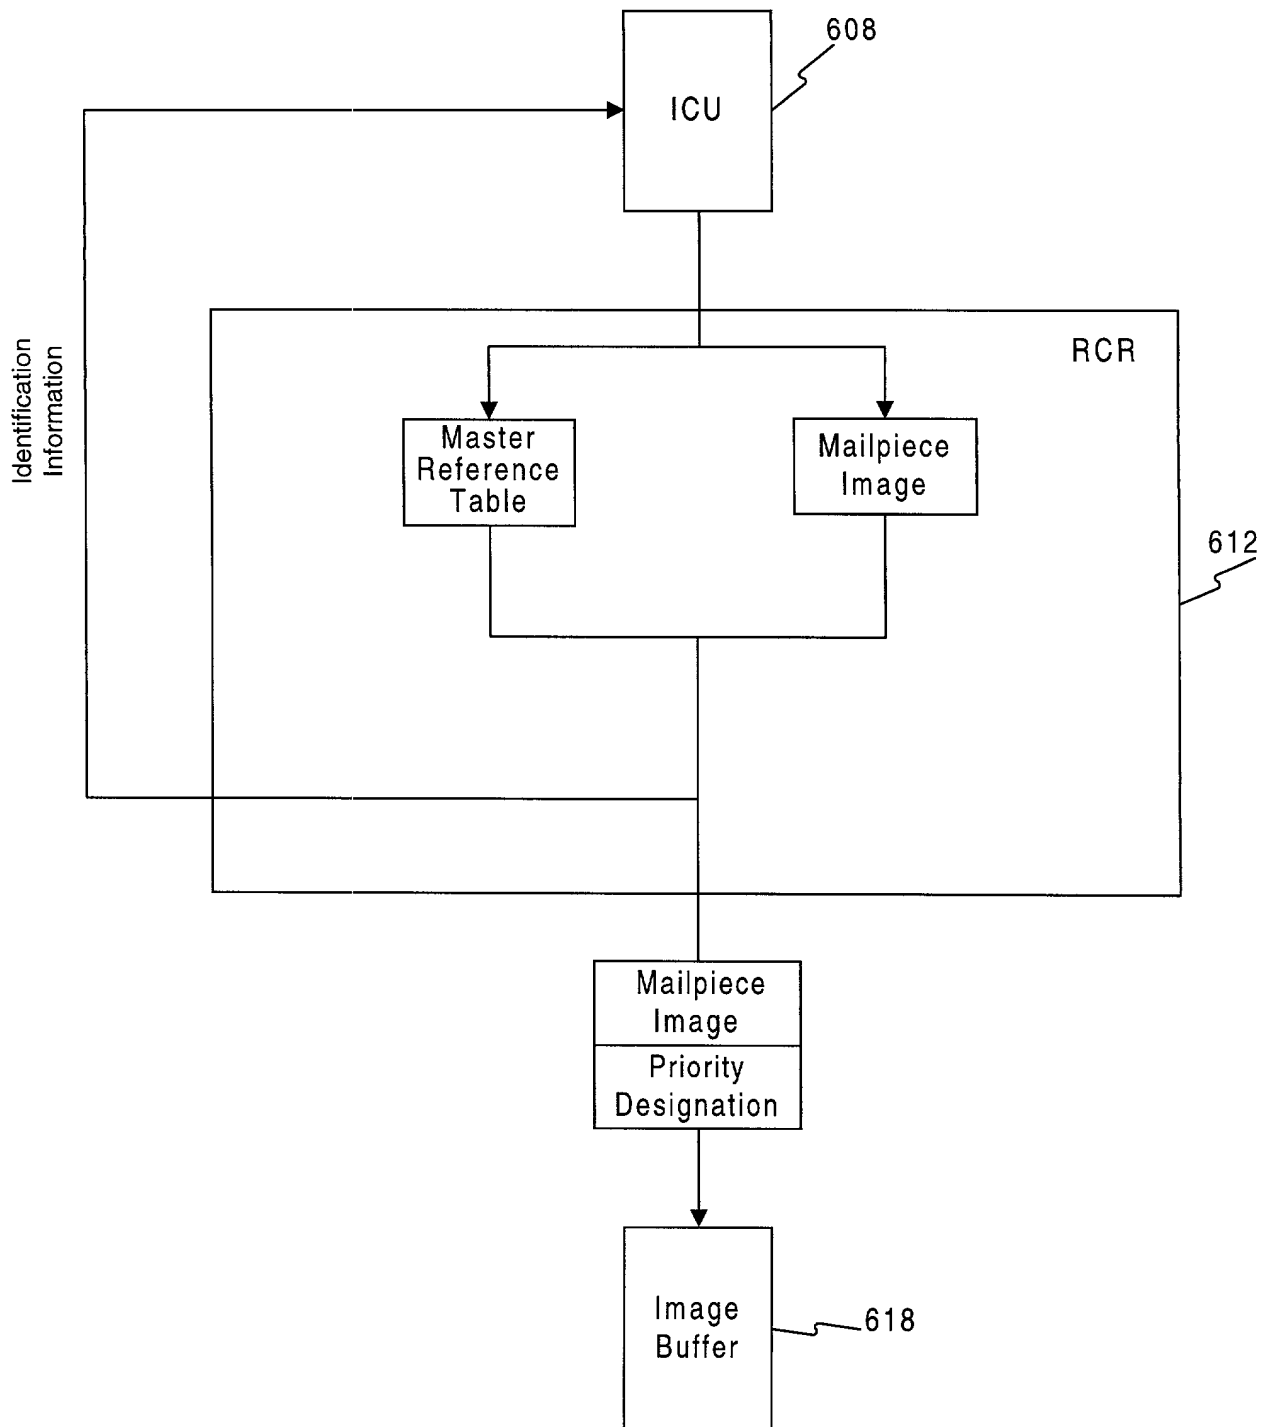 608
ICU
Identification
Information
RCR
Master
Reference
Table
Mailpiece
Image
612
Mailpiece
Image
Priority
Designation
Image
Buffer
618